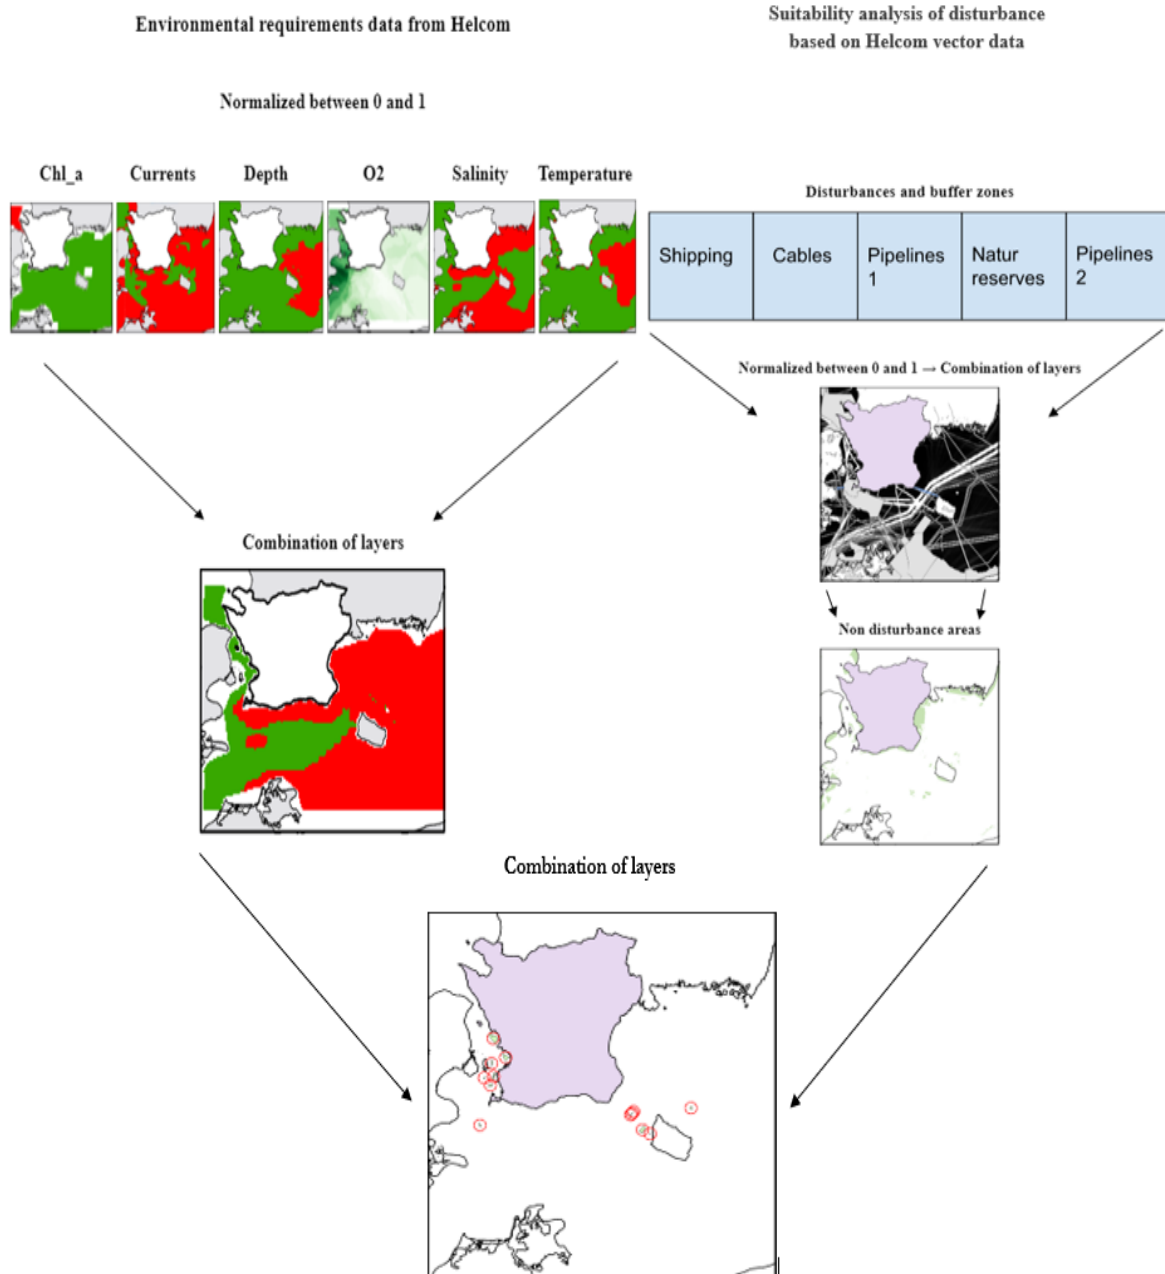 Environmental requirements data from Helcom
Suitability analysis of disturbance
based on Helcom vector data
Normalized between 0 and 1
Chl_a
Currents
Depth
O2
Salinity
Temperature
Disturbances and buffer zones
Shipping
Cables
Pipelines
1
Natur
reserves
Pipelines
2
Normalized between 0 and 1 → Combination of layers
Combination of layers
Non disturbance areas
Combination of layers